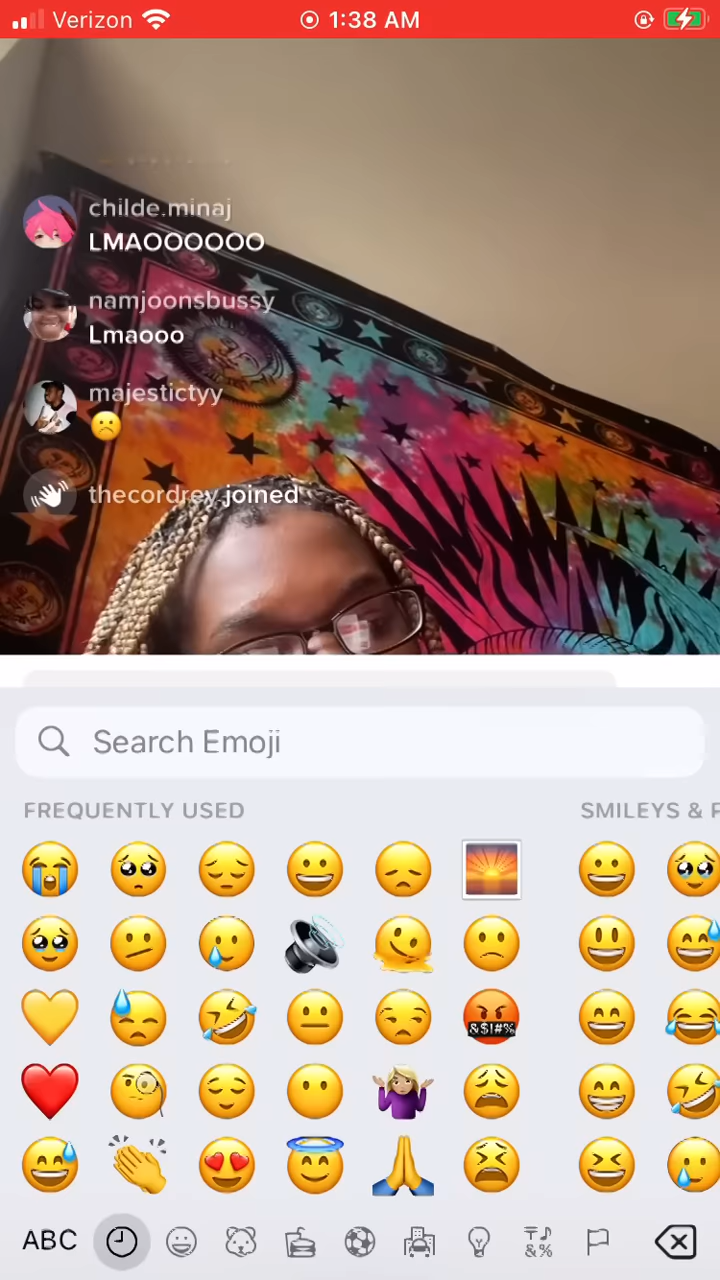 Verizon 1:38 AM
childe.minaj
LMAOOOOOO
namjoonsbussy
Lmaooo
majestictyy
thecordrey joined
Search Emoji
FREQUENTLY USED SMILEYS & P
&$!#%
ABC
&%